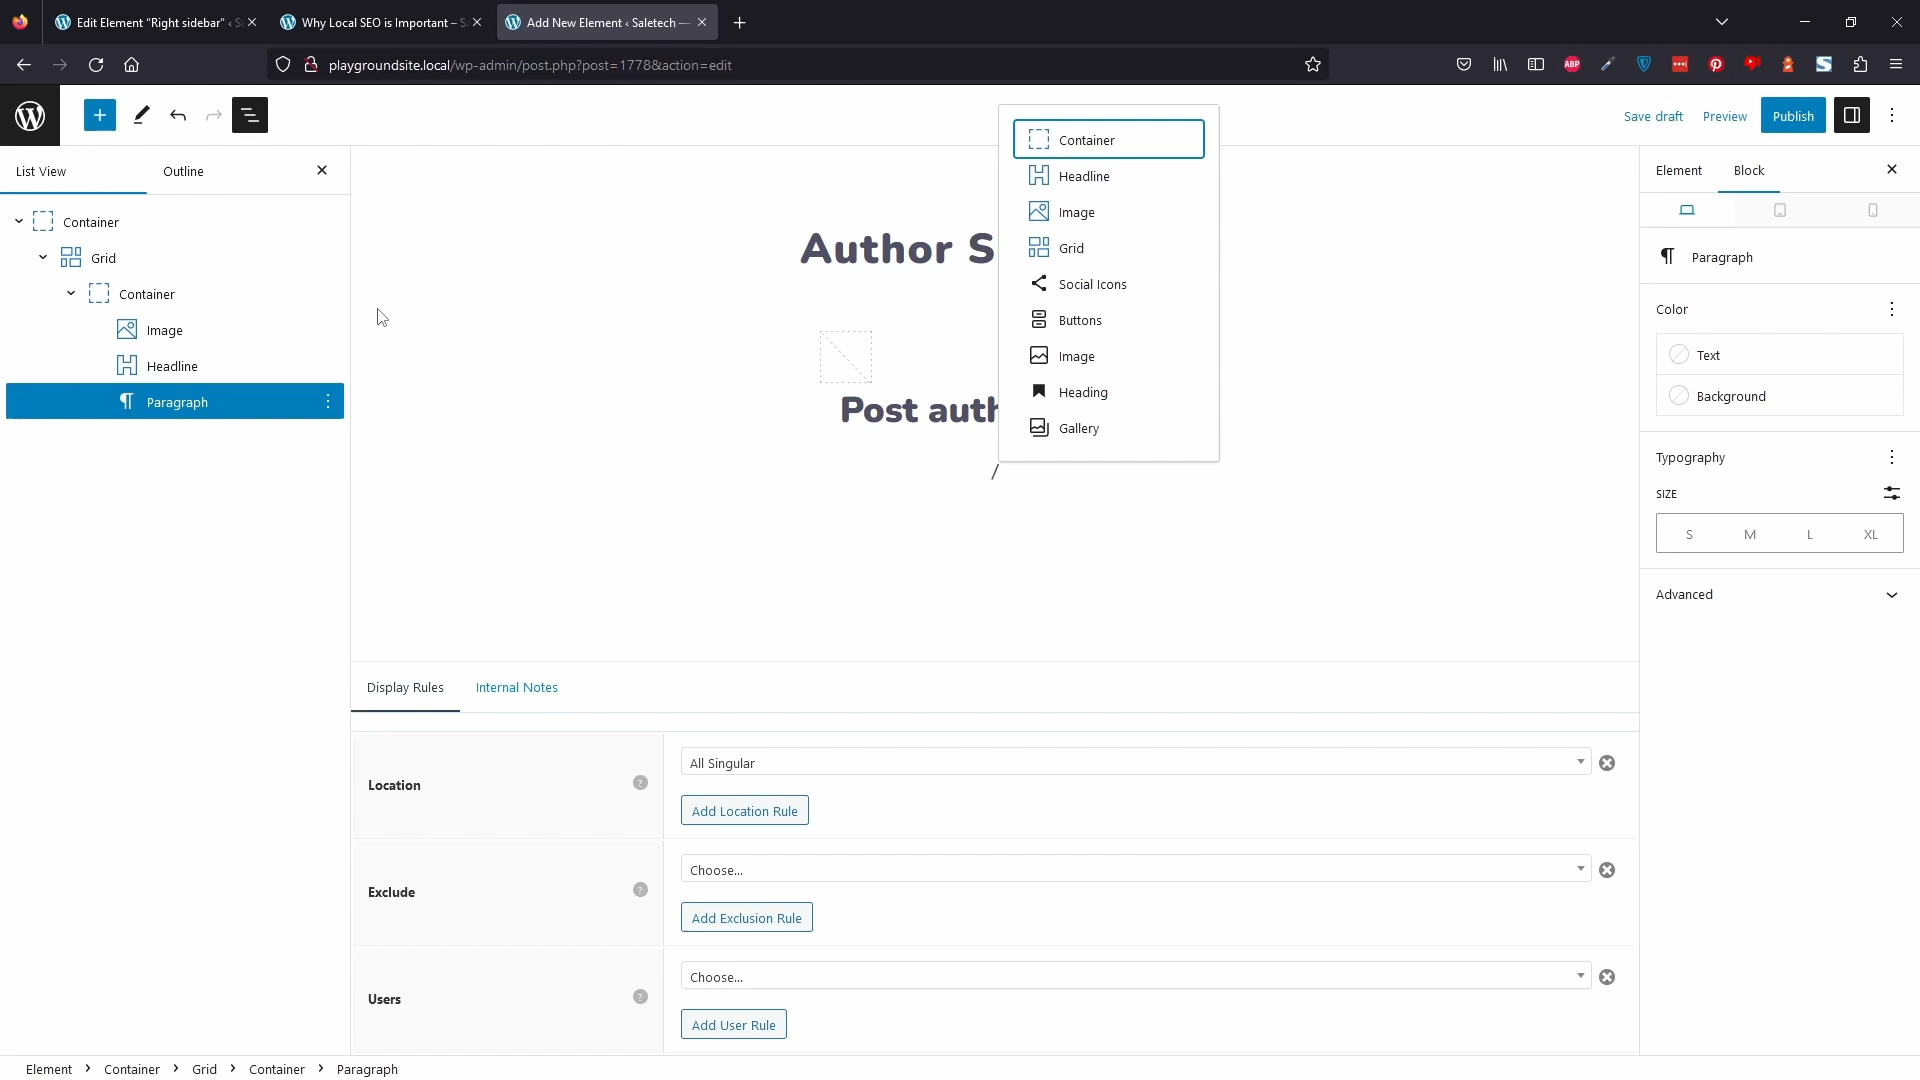 Edit Element “Right sidebar” ‹ S
Why Local SEO is Important – S
Add New Element ‹ Saletech —
playgroundsite.local/wp-admin/post.php?post=1778&action=edit
ABP
Save draft
Preview
Publish
List View
Outline
Container
Grid
Container
Image
Headline
Paragraph
Author S
Post auth
/
Container
Headline
Image
Grid
Social Icons
Buttons
Image
Heading
Gallery
Element
Block
Paragraph
Color
Text
Background
Typography
SIZE
S M L XL
Advanced
Display Rules
Internal Notes
Location
?
All Singular
Add Location Rule
Exclude
?
Choose...
Add Exclusion Rule
Users
?
Choose...
Add User Rule
Element › Container › Grid › Container › Paragraph